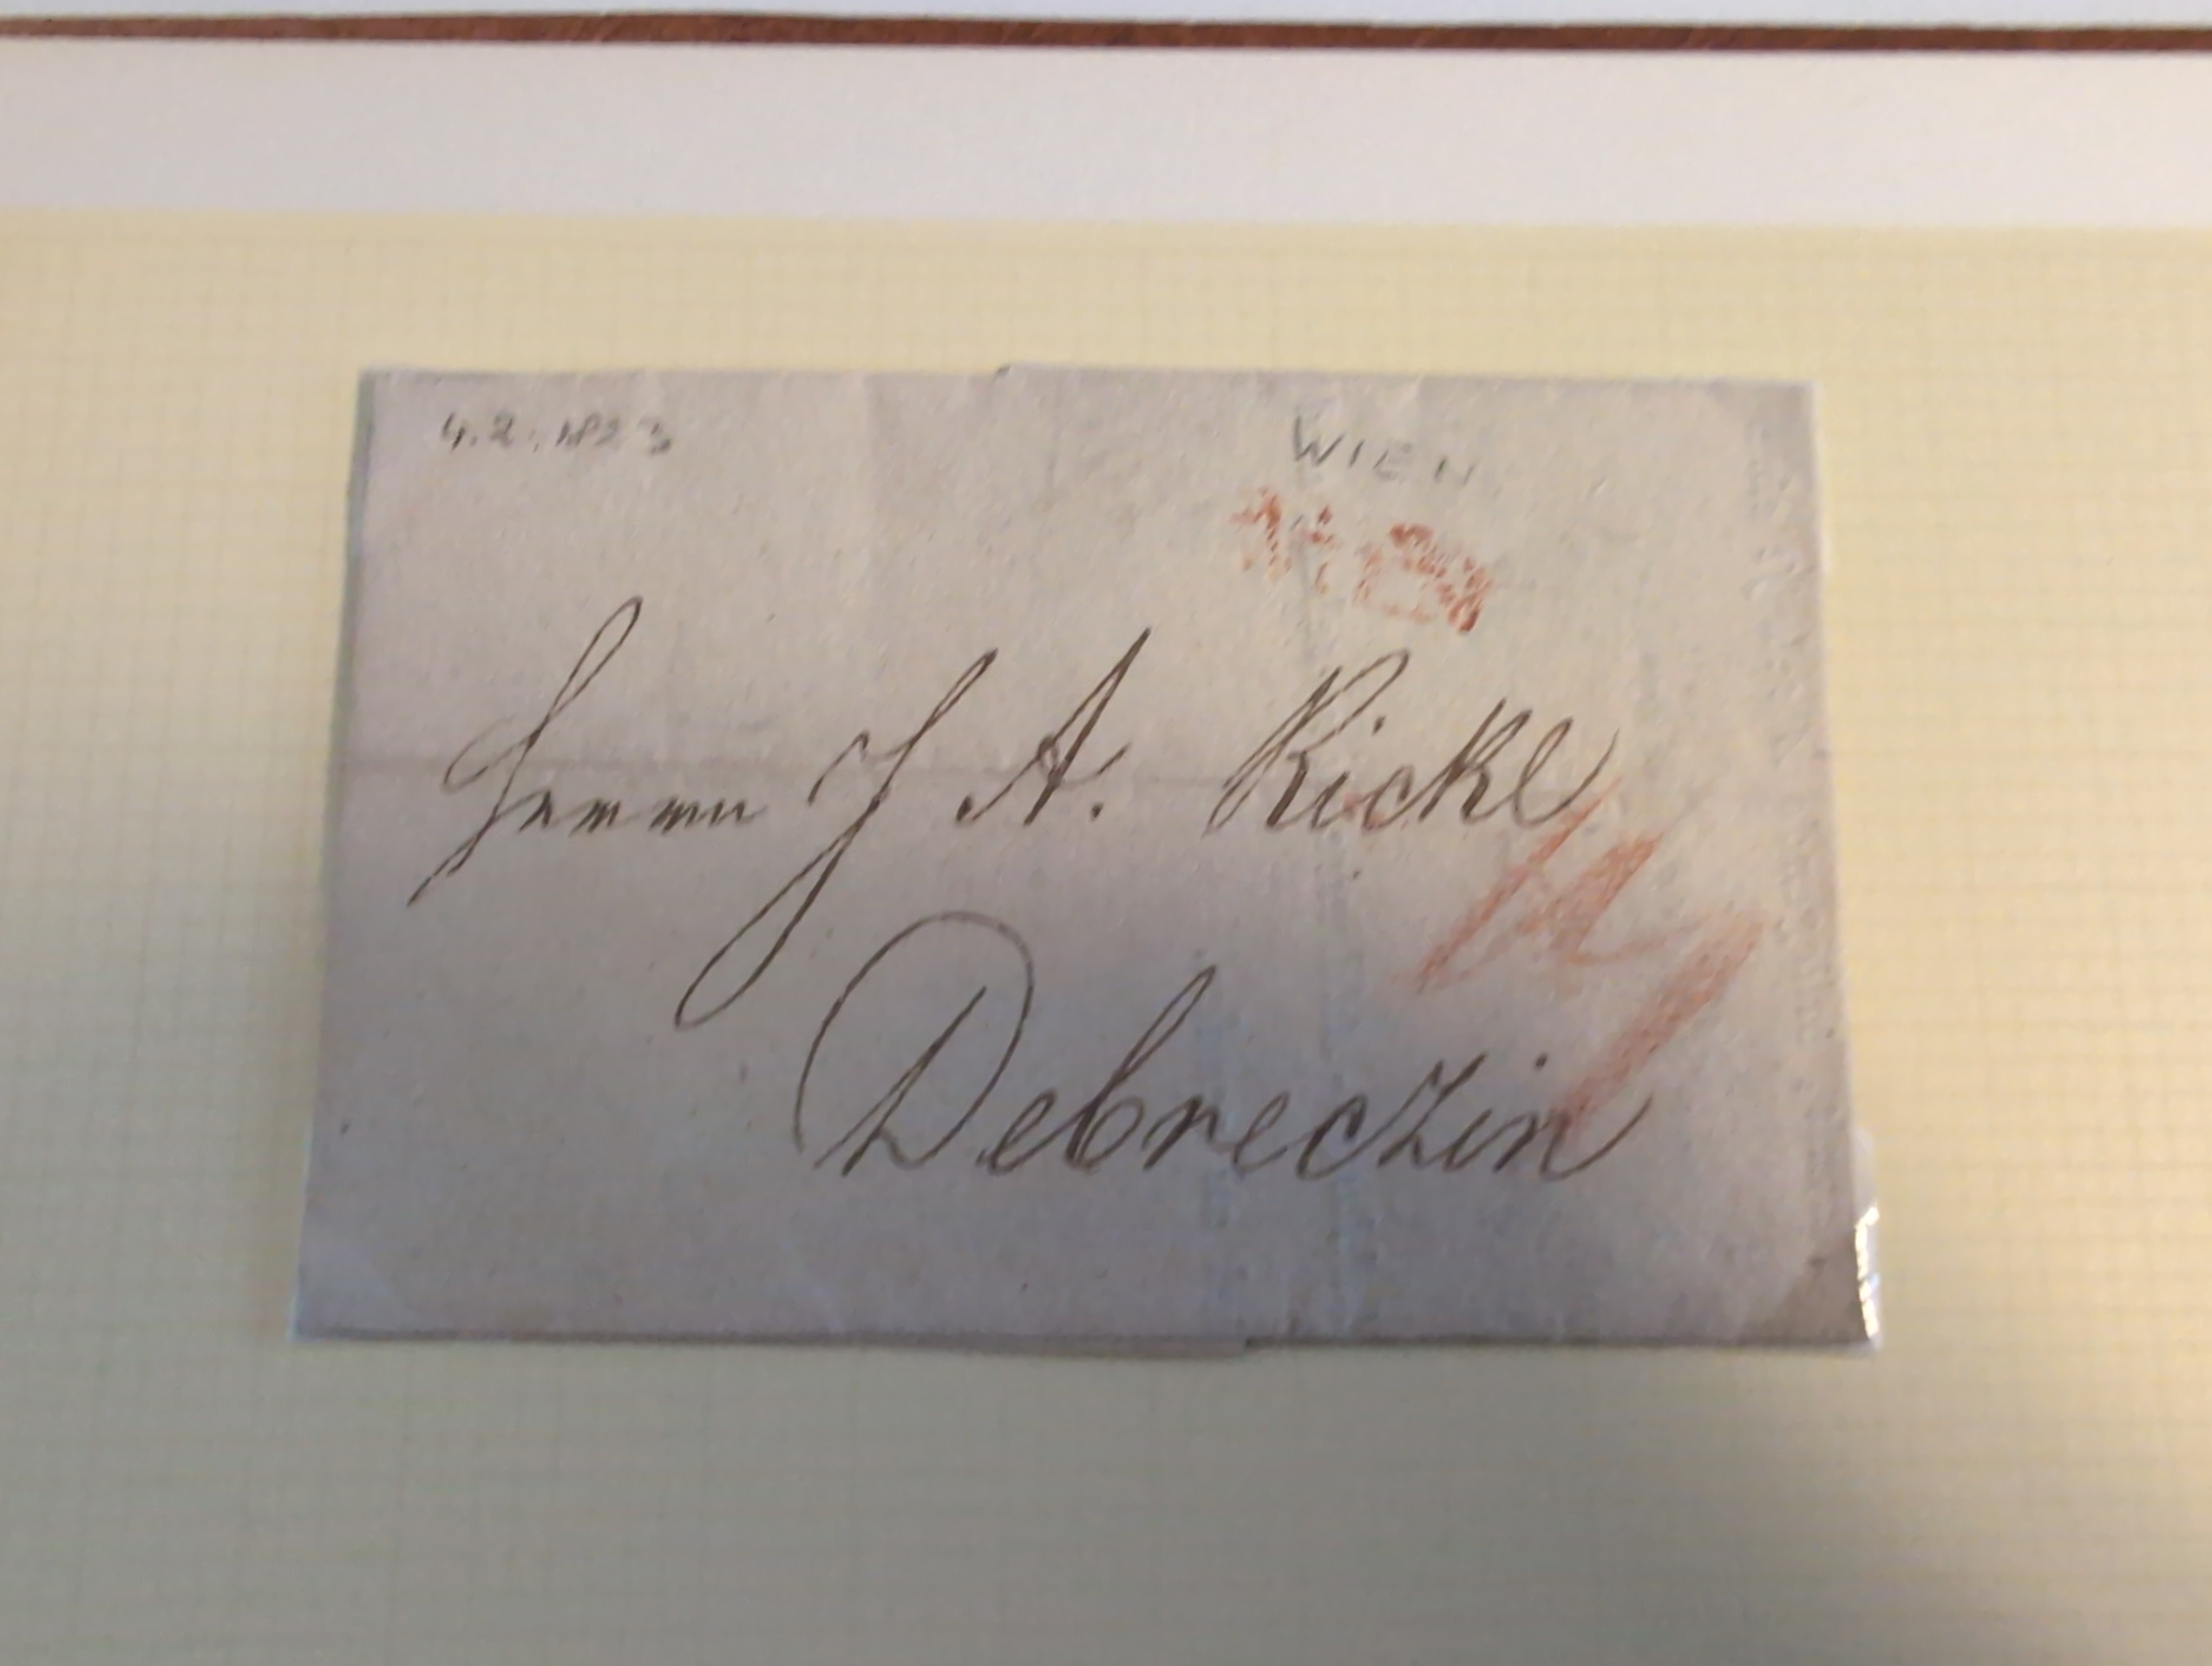 4.2.1823
WIEN
Herrn J A. Rickl
Debreczin